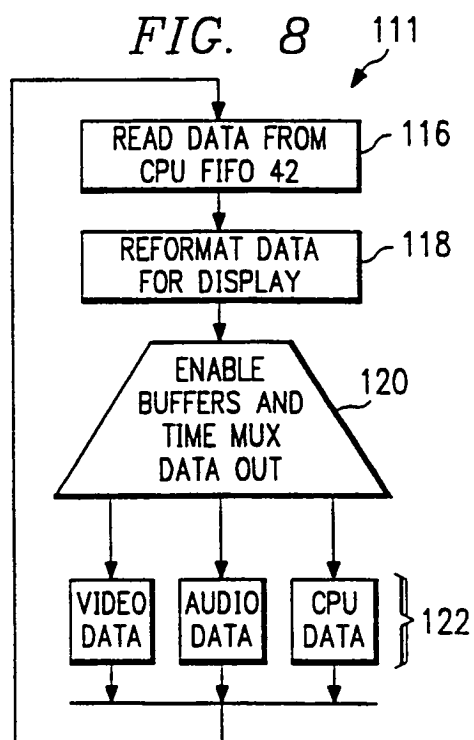 FIG. 8
111
READ DATA FROM
CPU FIFO 42
116
REFORMAT DATA
FOR DISPLAY
118
ENABLE
BUFFERS AND
TIME MUX
DATA OUT
120
VIDEO
DATA
AUDIO
DATA
CPU
DATA
122